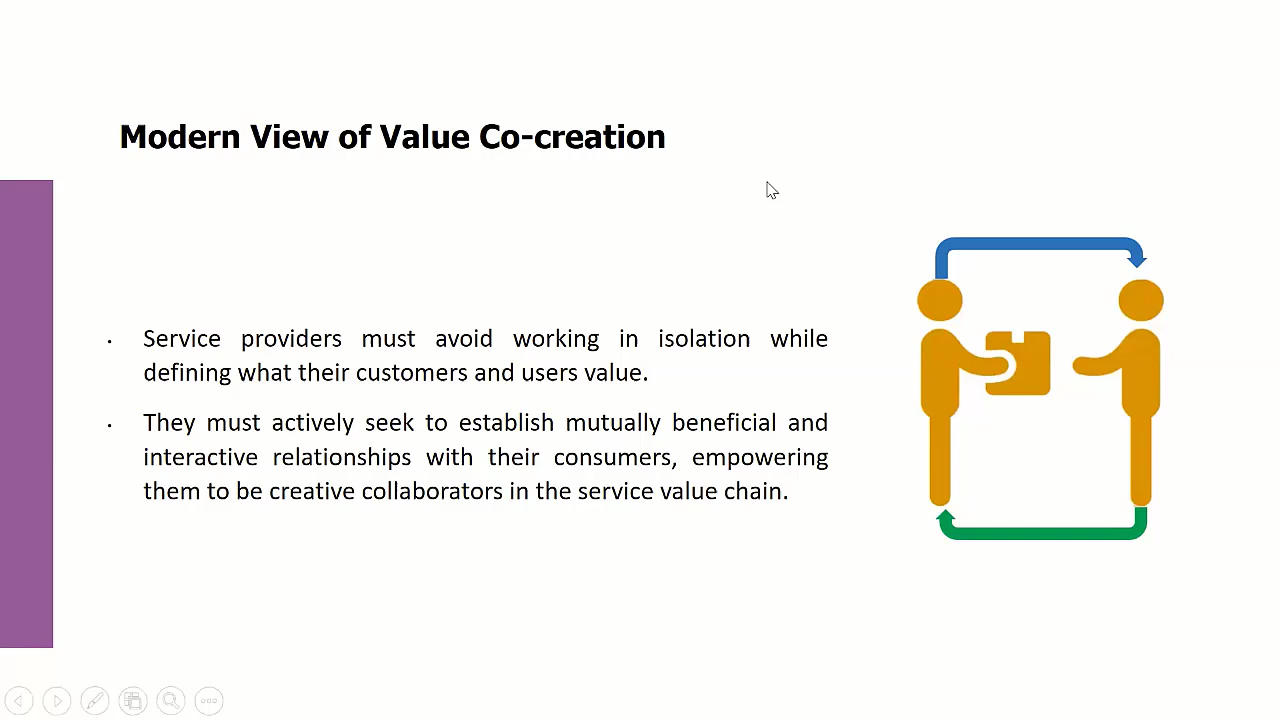 Modern View of Value Co-creation
• Service providers must avoid working in isolation while
defining what their customers and users value.
• They must actively seek to establish mutually beneficial and
interactive relationships with their consumers, empowering
them to be creative collaborators in the service value chain.